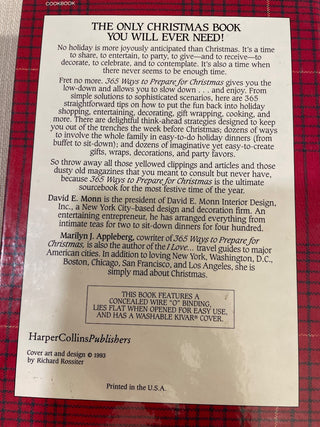 COOKBOOK
THE ONLY CHRISTMAS BOOK
YOU WILL EVER NEED!
No holiday is more joyously anticipated than Christmas. It's a time
to share, to entertain, to party, to give—and to receive—to
decorate, to celebrate, and to contemplate. It's also a time when
there never seems to be enough time.
Fret no more. 365 Ways to Prepare for Christmas gives you the
low-down and allows you to slow down . . . and enjoy. From
simple solutions to sophisticated scenarios, here are 365
straightforward tips on how to put the fun back into holiday
shopping, entertaining, decorating, gift wrapping, cooking, and
more. There are delightful think-ahead strategies designed to keep
you out of the trenches the week before Christmas; dozens of ways
to involve the whole family in easy-to-do holiday dinners (from
buffet to sit-down); and dozens of imaginative yet easy-to-create
gifts, wraps, decorations, and party favors.
So throw away all those yellowed clippings and articles and those
dusty old magazines that you meant to consult but never have,
because 365 Ways to Prepare for Christmas is the ultimate
sourcebook for the most festive time of the year.
David E. Monn is the president of David E. Monn Interior Design,
Inc., a New York City–based design and decoration firm. An
entertaining entrepreneur, he has arranged everything from
intimate teas for two to sit-down dinners for four hundred.
Marilyn J. Appleberg, cowriter of 365 Ways to Prepare for
Christmas, is also the author of the I Love... travel guides to major
American cities. In addition to loving New York, Washington, D.C.,
Boston, Chicago, San Francisco, and Los Angeles, she is
simply mad about Christmas.
THIS BOOK FEATURES A
CONCEALED WIRE "O" BINDING,
LIES FLAT WHEN OPENED FOR EASY USE,
AND HAS A WASHABLE KIVAR® COVER.
HarperCollinsPublishers
Cover art and design © 1993
by Richard Rossiter
Printed in the U.S.A.